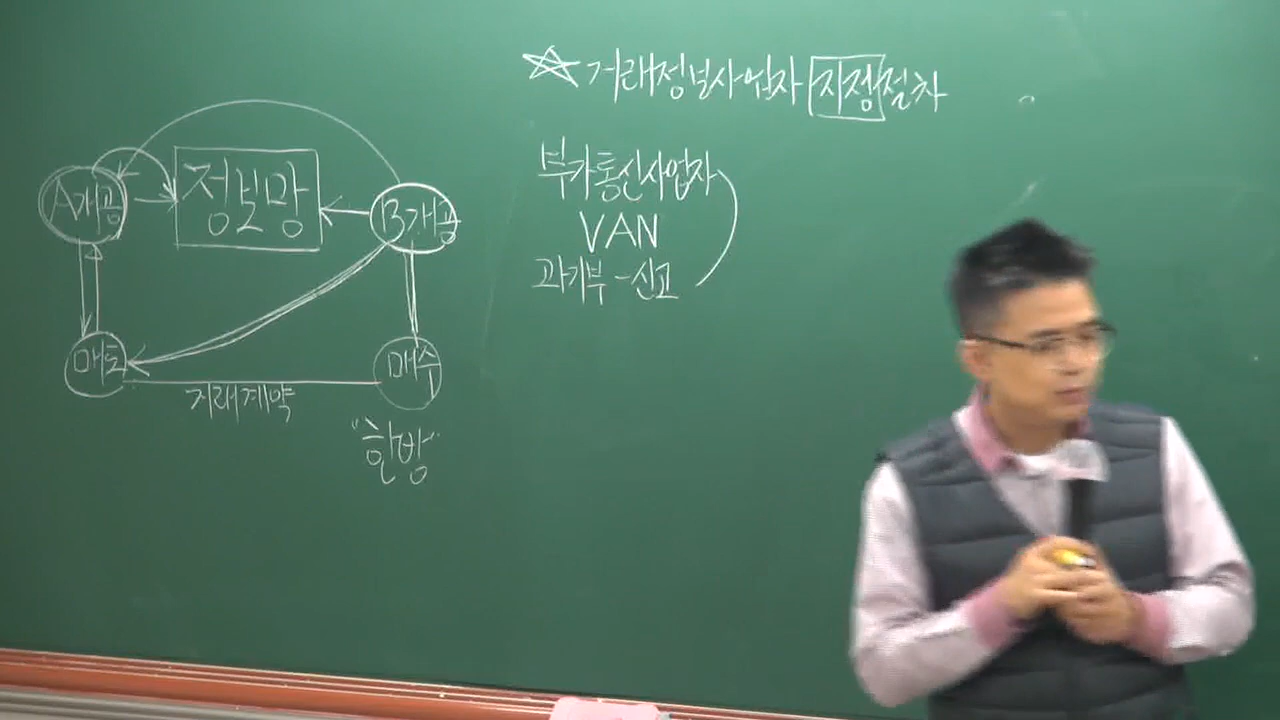 ☆ 거래정보사업자 지정절차
부가통신사업자
VAN
과기부 - 신고
A개공
정보망
B개공
매도
매수
거래계약
"한방"